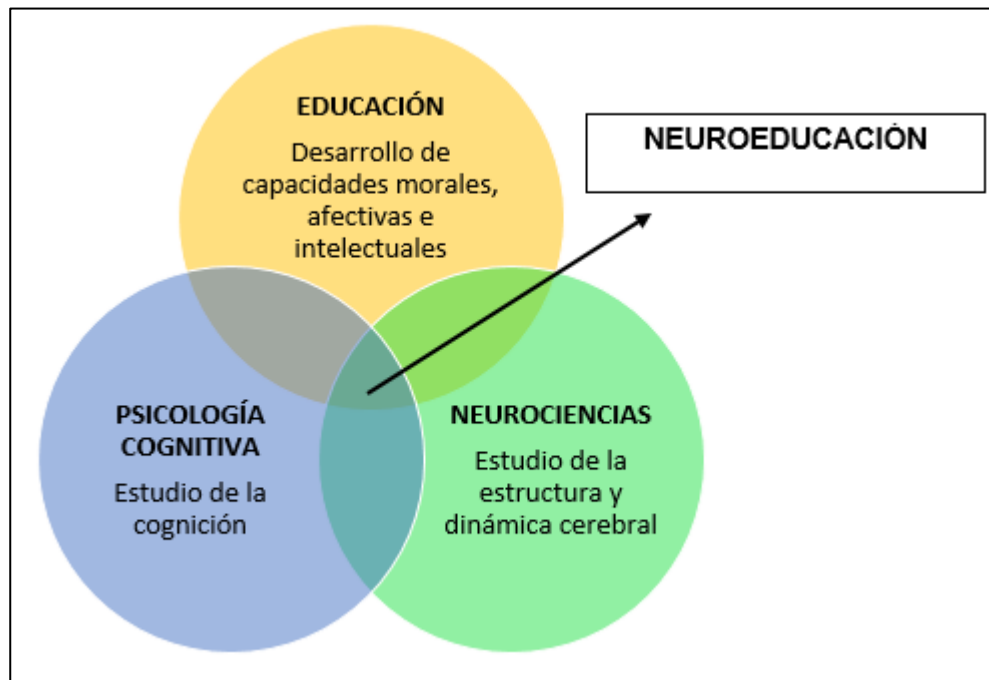 EDUCACIÓN
Desarrollo de
capacidades morales,
afectivas e
intelectuales
NEUROEDUCACIÓN
PSICOLOGÍA
COGNITIVA
Estudio de la
cognición
NEUROCIENCIAS
Estudio de la
estructura y
dinámica cerebral